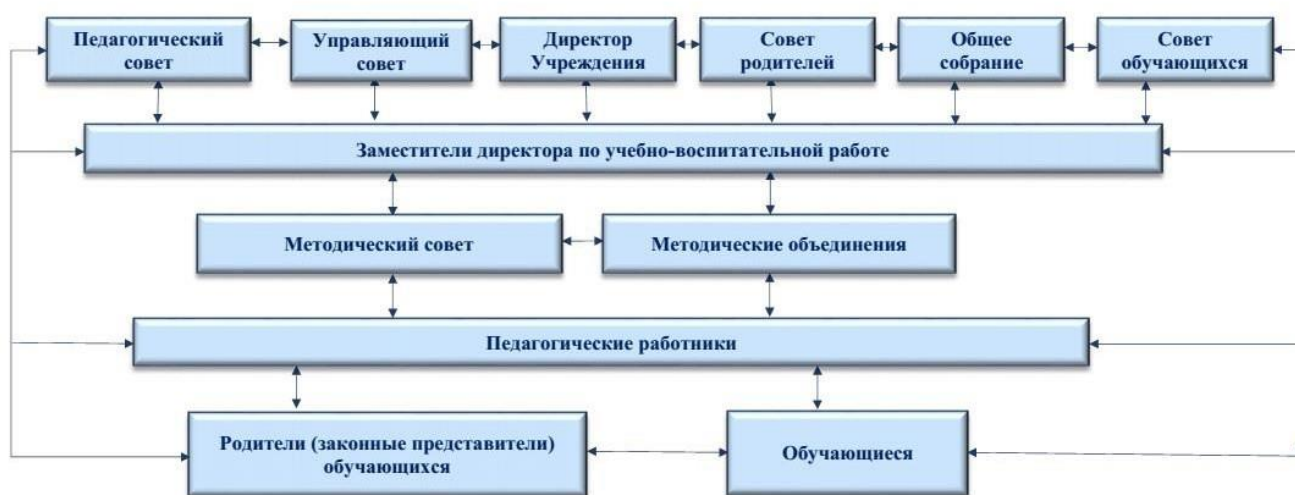 Педагогический
совет
Управляющий
совет
Директор
Учреждения
Совет
родителей
Общее
собрание
Совет
обучающихся
Заместители директора по учебно-воспитательной работе
Методический совет
Методические объединения
Педагогические работники
Родители (законные представители)
обучающихся
Обучающиеся